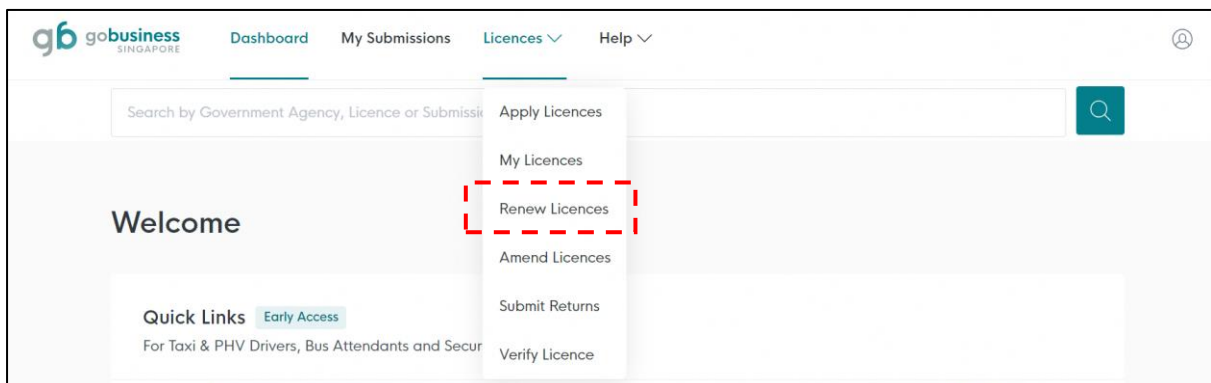 gb gobusiness
SINGAPORE
Dashboard My Submissions Licences Help
Search by Government Agency, Licence or Submissi
Apply Licences
My Licences
Renew Licences
Amend Licences
Submit Returns
Verify Licence
Welcome
Quick Links Early Access
For Taxi & PHV Drivers, Bus Attendants and Secur